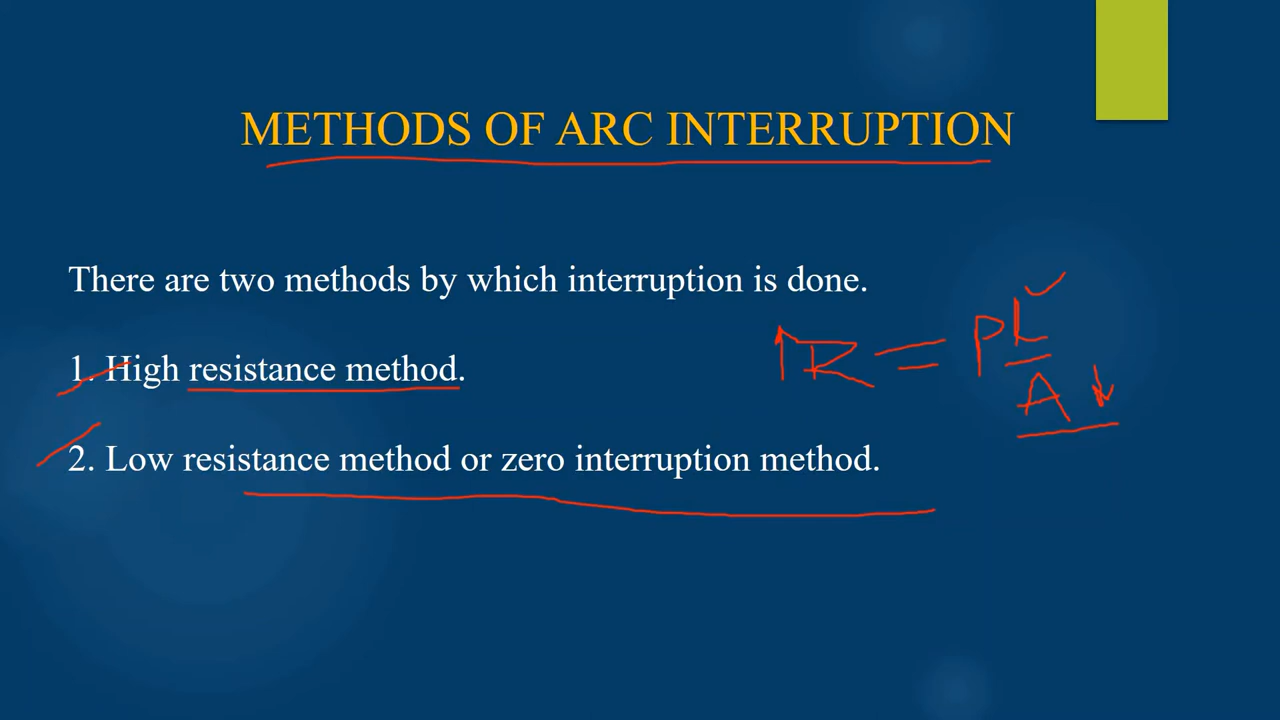 METHODS OF ARC INTERRUPTION
There are two methods by which interruption is done.
1. High resistance method.
↑R = PL/A ↓
2. Low resistance method or zero interruption method.